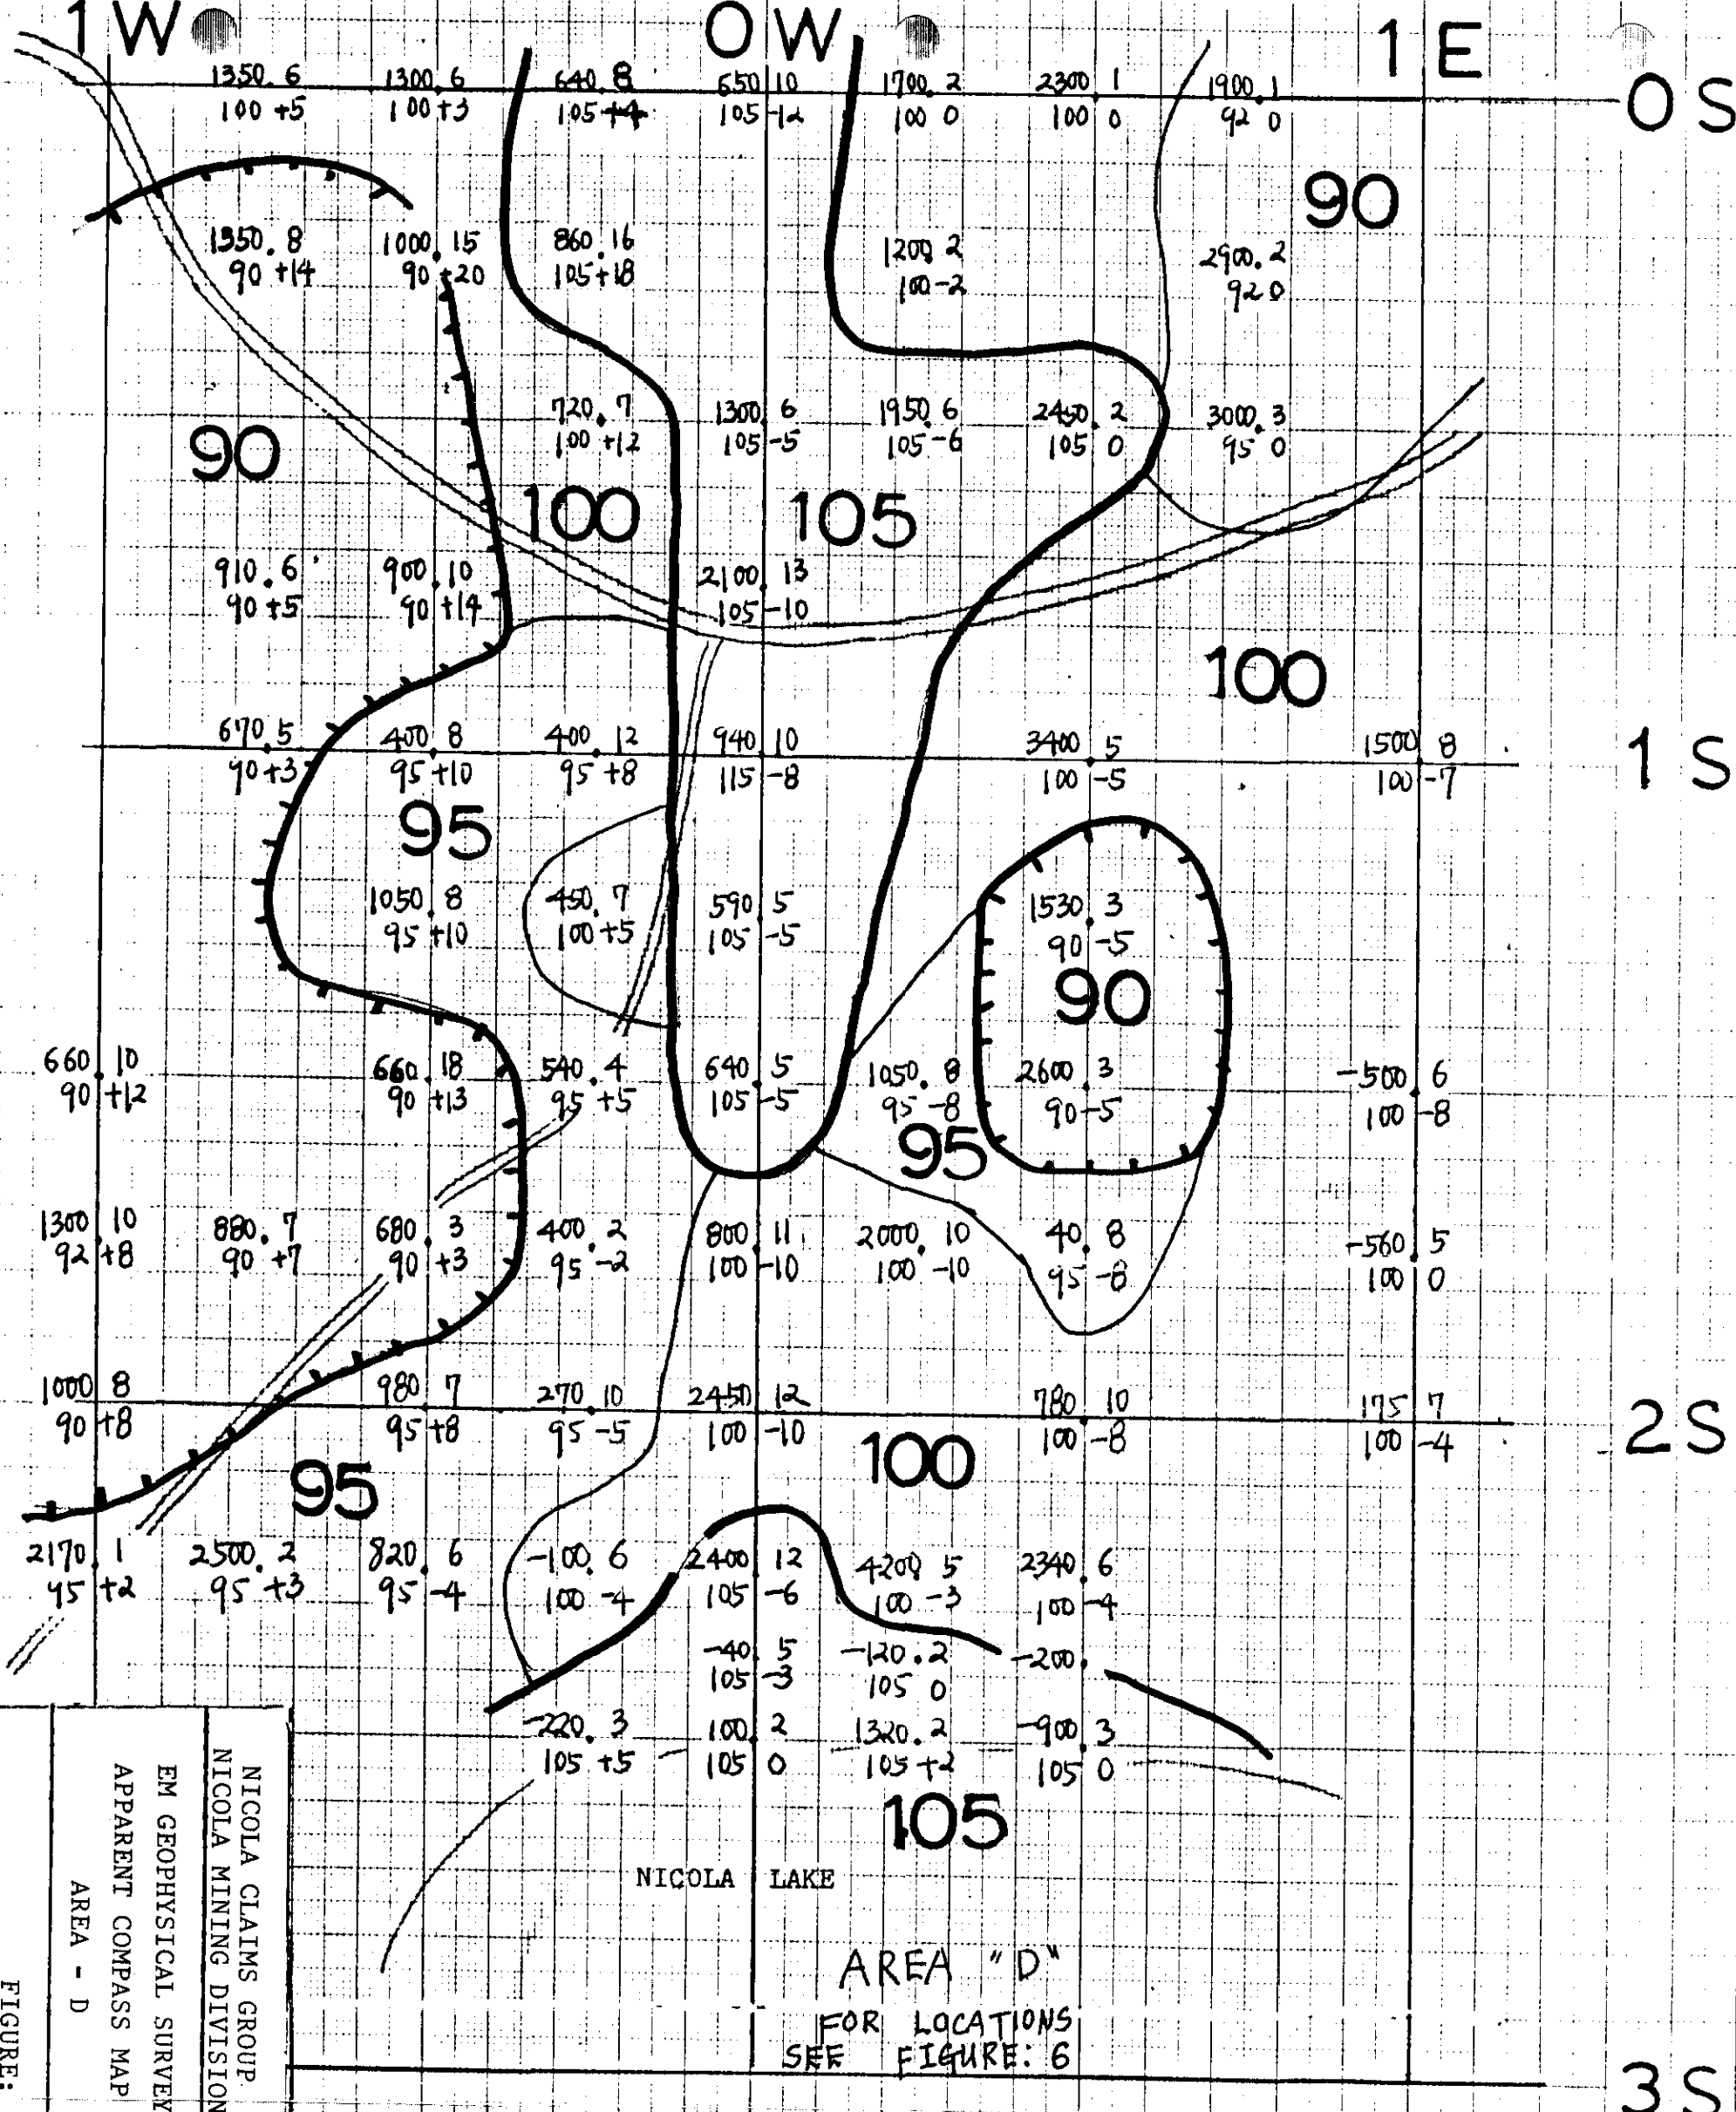 1W 0W 1E
1350.6 1300.6 640.8 650 10 1700.2 2300 1 1900.1
0S
100 +5 100 +3 105 +4 105 -12 100 0 100 0 92 0
90
1350.8 1000 15 860.16 1200 2 2900.2
90 +14 90 +20 105 +18 100 -2 92 0
720.7 1300 6 1950 6 2450 2 3000.3
100 +12 105 -5 105 -6 105 0 95 0
90
100 105
910.6 900 10 2100 13
90 +5 90 +14 105 -10
100
670.5 400 8 400 12 940 10 3400 5 1500 8
1S
90 +3 95 +10 95 +8 115 -8 100 -5 100 -7
95
1050 8 450.7 590 5 1530 3
95 +10 100 +5 105 -5 90 -5
90
660 10 660 18 540.4 640 5 1050.8 2600 3 -500 6
90 +12 90 +13 95 +5 105 -5 95 -8 90 -5 100 -8
95
1300 10 880.7 680 3 400.2 800 11 2000.10 40 8 -560 5
92 +8 90 +7 90 +3 95 -2 100 -10 100 -10 95 -8 100 0
1000 8 980 7 270 10 2450 12 780 10 175 7
2S
90 +8 95 +8 95 -5 100 -10 100 -8 100 -4
100
95
2170 1 2500.2 820.6 -100.6 2400 12 4200 5 2340 6
95 +2 95 +3 95 -4 100 -4 105 -6 100 -3 100 -4
-40 5 -120.2 -200
105 -3 105 0
-220.3 100 2 1320.2 -900 3
105 +5 105 0 105 +2 105 0
105
NICOLA LAKE
AREA "D"
FOR LOCATIONS
SEE FIGURE: 6
3S
NICOLA CLAIMS GROUP
NICOLA MINING DIVISION
EM GEOPHYSICAL SURVEY
APPARENT COMPASS MAP
AREA - D
FIGURE: